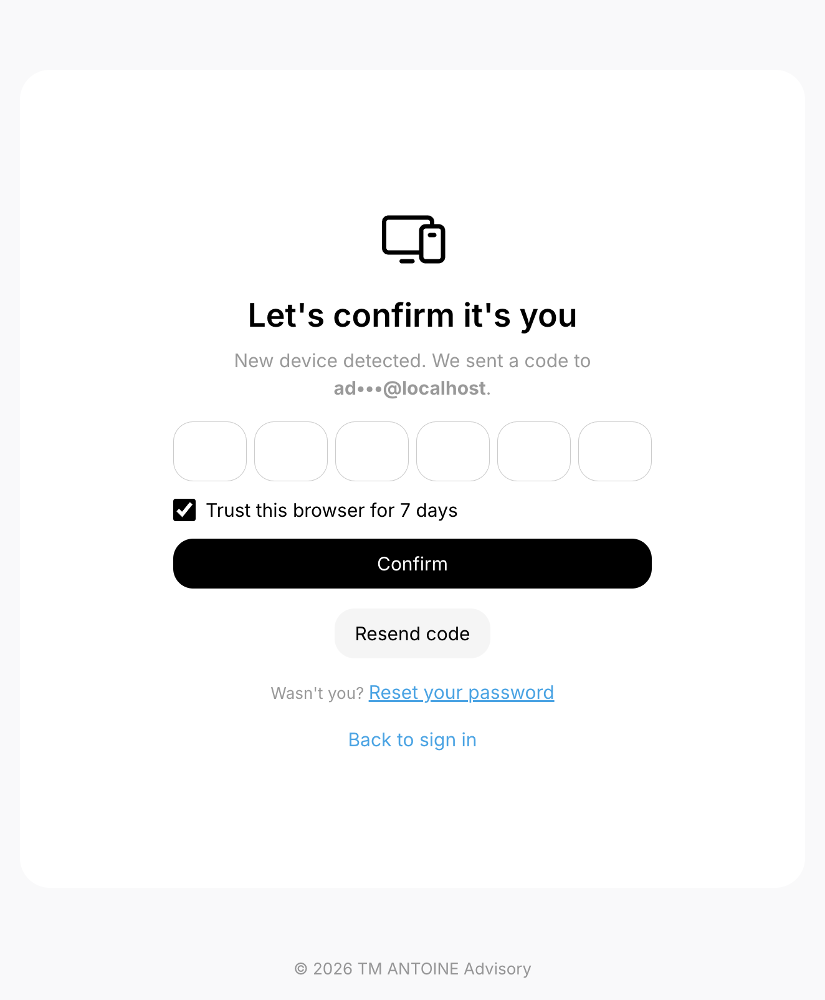 Let's confirm it's you
New device detected. We sent a code to
ad•••@localhost.
Trust this browser for 7 days
Confirm
Resend code
Wasn't you? Reset your password
Back to sign in
© 2026 TM ANTOINE Advisory